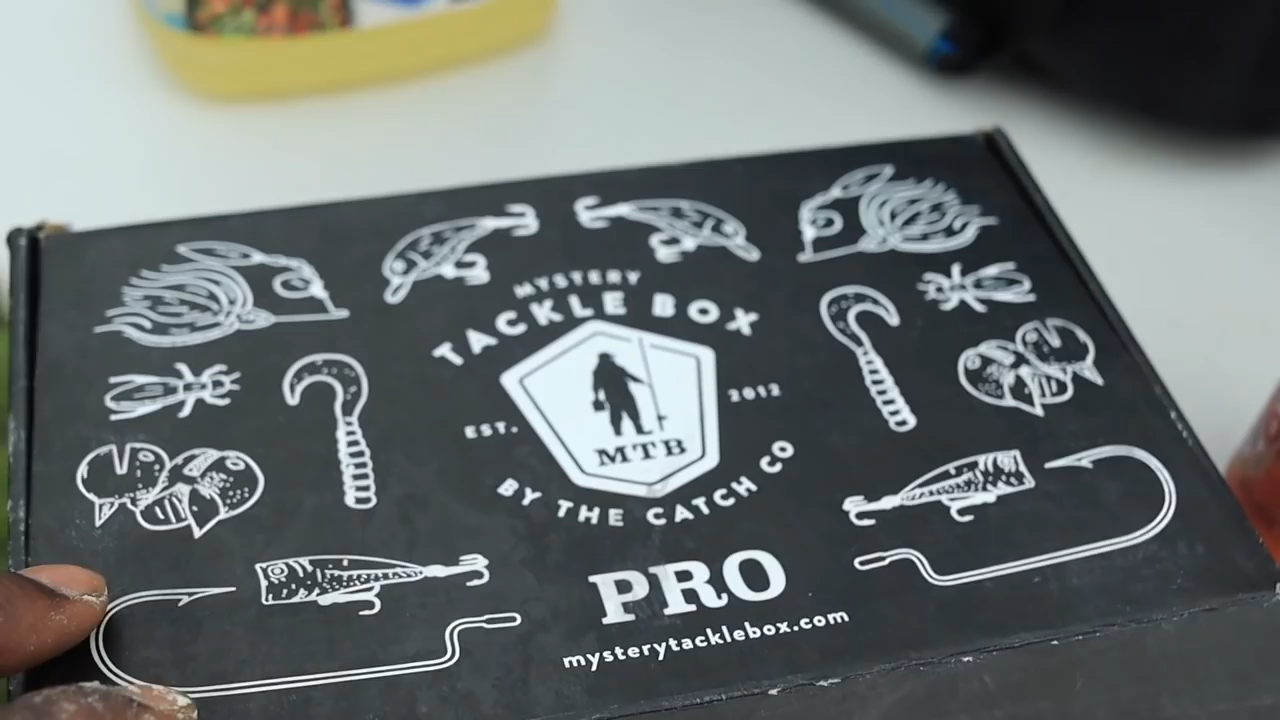 MYSTERY
TACKLE BOX
EST. 2012
MTB
BY THE CATCH CO
PRO
mysterytacklebox.com